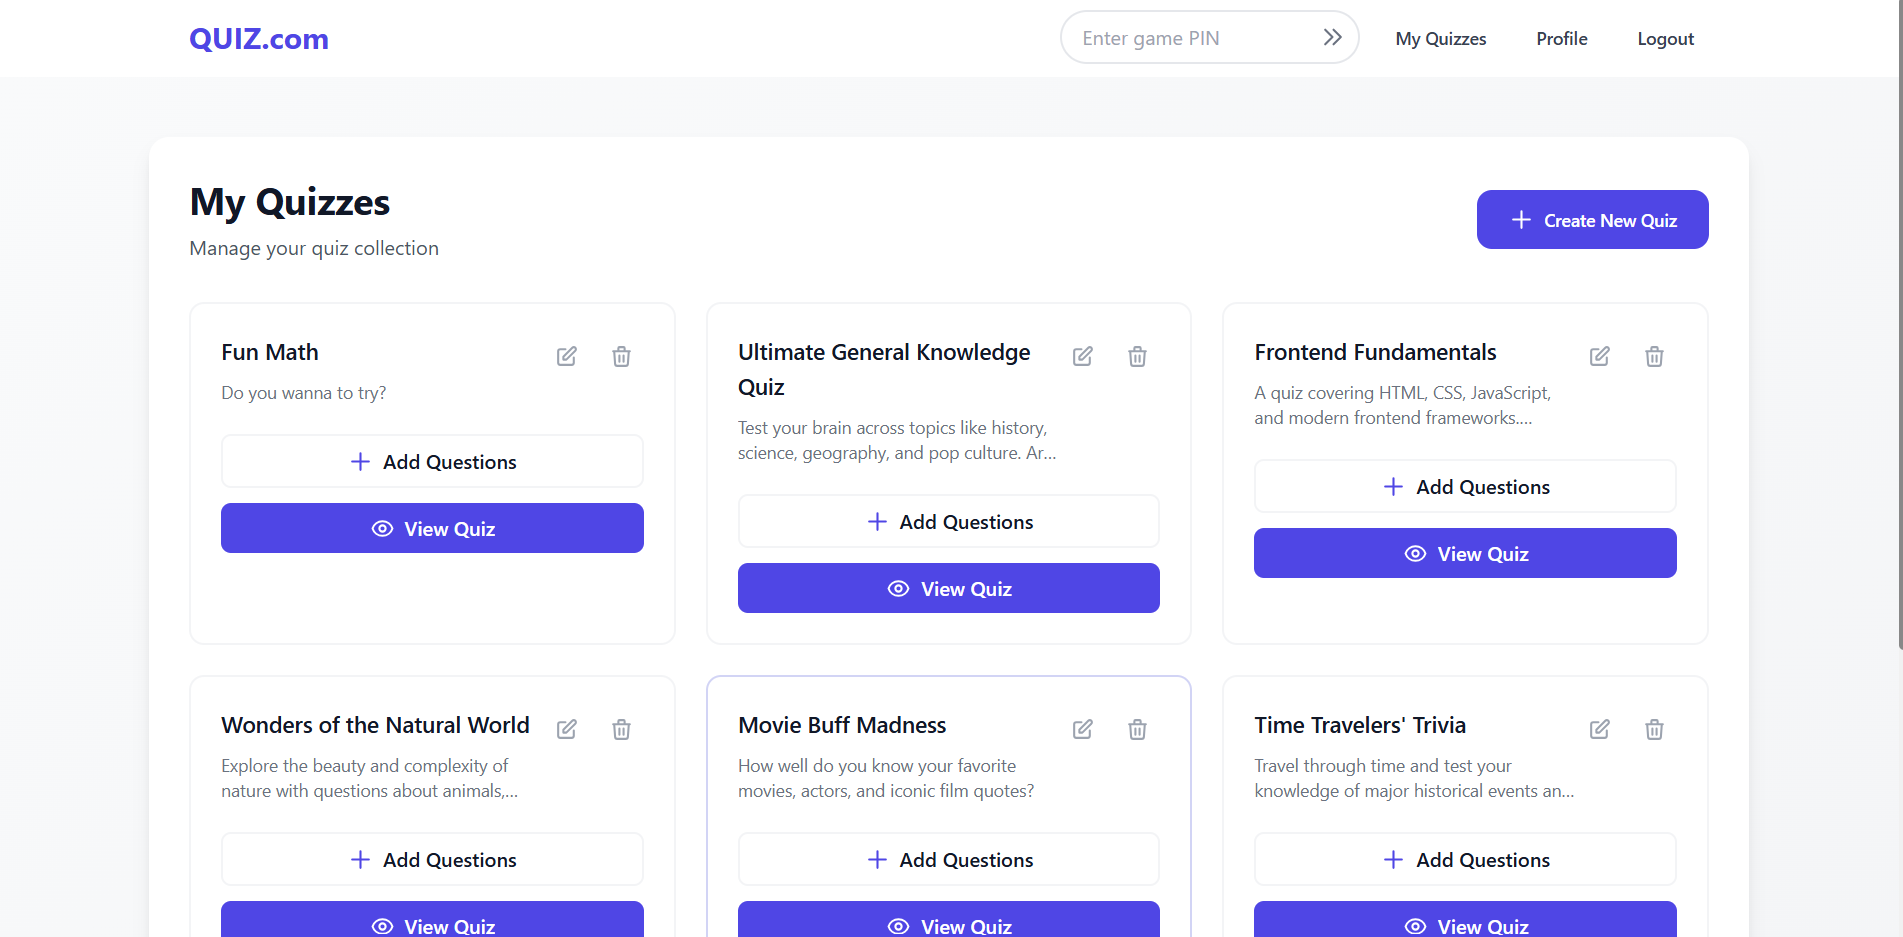 QUIZ.com
Enter game PIN
My Quizzes
Profile
Logout
My Quizzes
Manage your quiz collection
Create New Quiz
Fun Math
Do you wanna to try?
Add Questions
View Quiz
Ultimate General Knowledge
Quiz
Test your brain across topics like history,
science, geography, and pop culture. Ar...
Add Questions
View Quiz
Frontend Fundamentals
A quiz covering HTML, CSS, JavaScript,
and modern frontend frameworks....
Add Questions
View Quiz
Wonders of the Natural World
Explore the beauty and complexity of
nature with questions about animals,...
Add Questions
View Quiz
Movie Buff Madness
How well do you know your favorite
movies, actors, and iconic film quotes?
Add Questions
View Quiz
Time Travelers' Trivia
Travel through time and test your
knowledge of major historical events an...
Add Questions
View Quiz